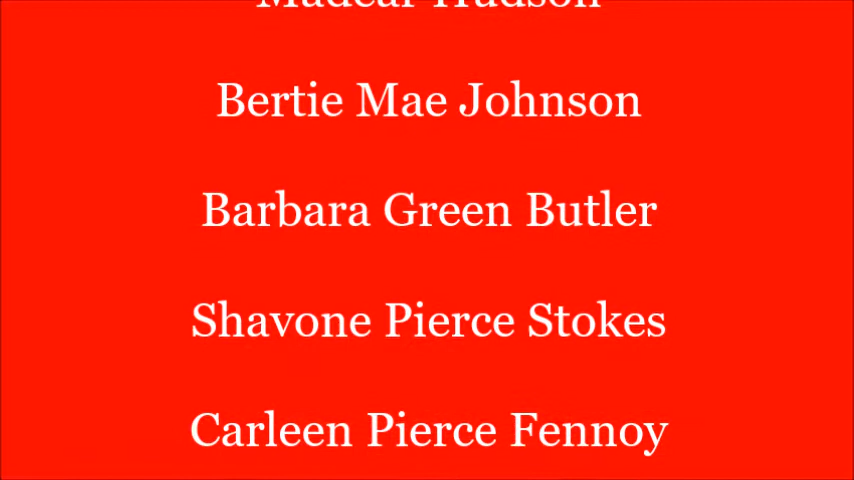 Bertie Mae Johnson
Barbara Green Butler
Shavone Pierce Stokes
Carleen Pierce Fennoy